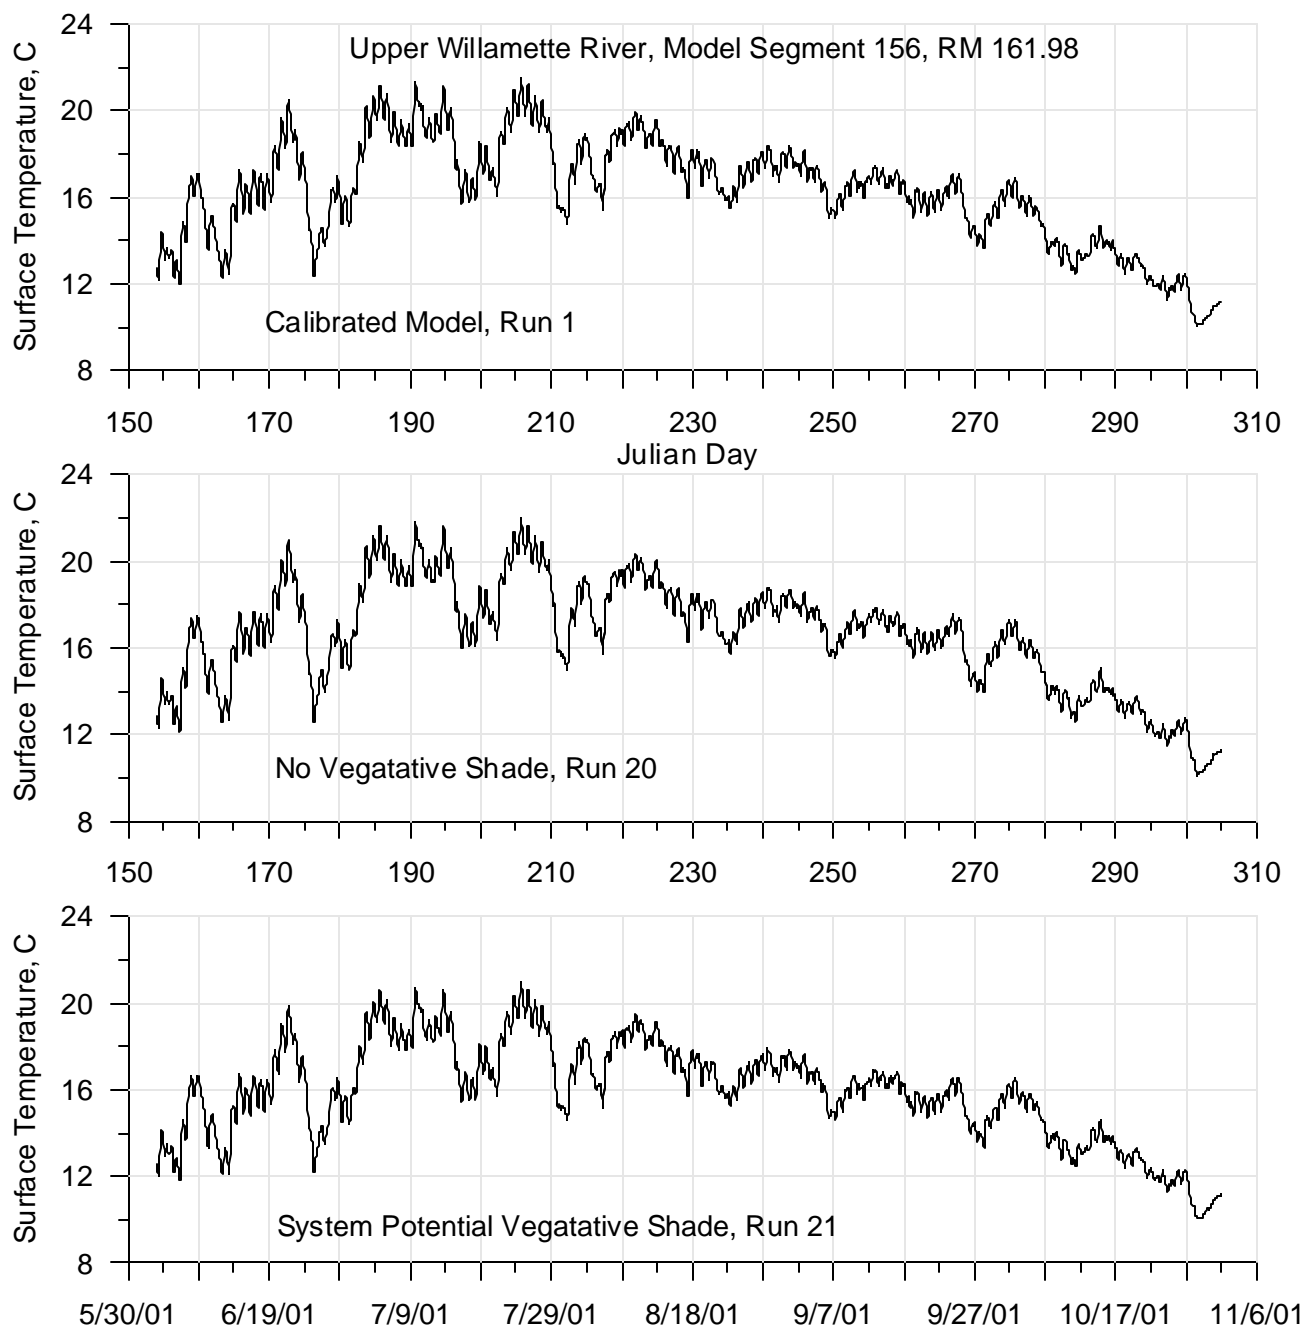 24
Upper Willamette River, Model Segment 156, RM 161.98
20
16
12
8
Surface Temperature, C
Calibrated Model, Run 1
150 170 190 210 230 250 270 290 310
Julian Day
24
20
16
12
8
Surface Temperature, C
No Vegatative Shade, Run 20
150 170 190 210 230 250 270 290 310
24
20
16
12
8
Surface Temperature, C
System Potential Vegatative Shade, Run 21
5/30/01 6/19/01 7/9/01 7/29/01 8/18/01 9/7/01 9/27/01 10/17/01 11/6/01